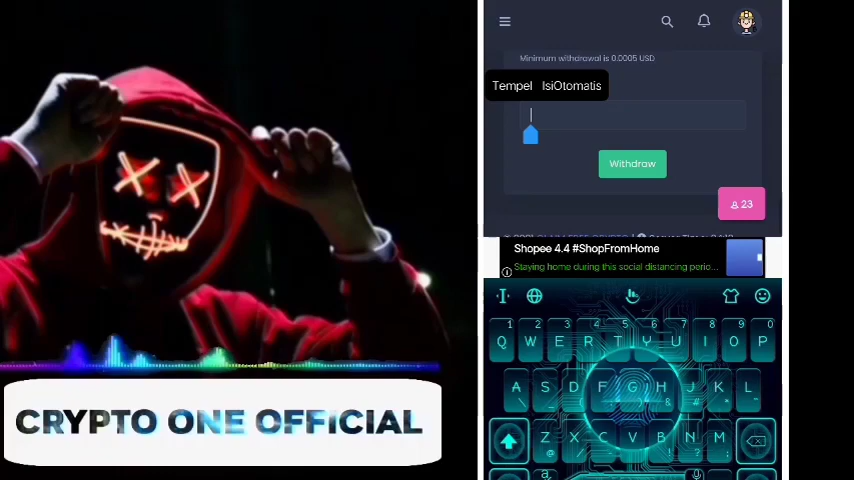 Minimum withdrawal is 0.0005 USD
Tempel IsiOtomatis
Withdraw
23
Shopee 4.4 #ShopFromHome
Staying home during this social distancing perio...
1 2 3 4 5 6 7 8 9 0
Q W E R T Y U I O P
A S D F G H J K L
Z X C V B N M
CRYPTO ONE OFFICIAL